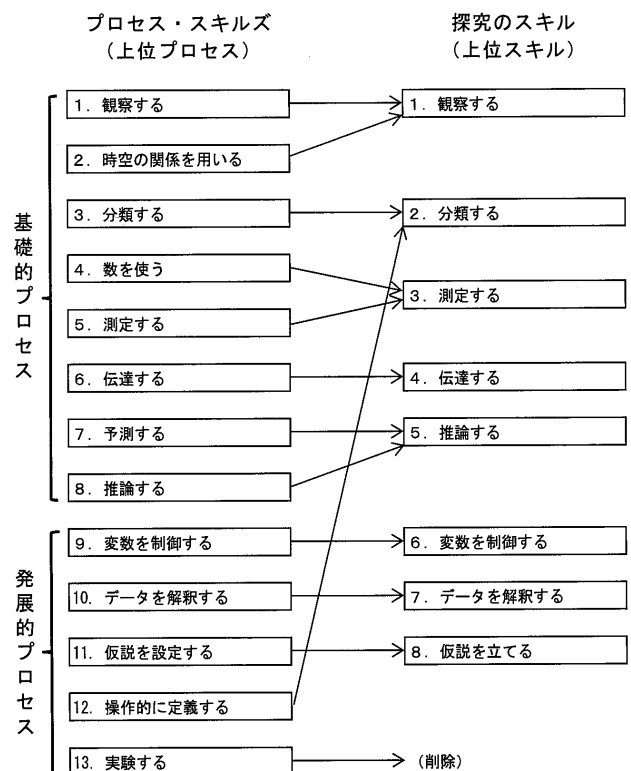 プロセス・スキルズ
(上位プロセス)
探究のスキル
(上位スキル)
基礎的プロセス
1. 観察する
2. 時空の関係を用いる
3. 分類する
4. 数を使う
5. 測定する
6. 伝達する
7. 予測する
8. 推論する
発展的プロセス
9. 変数を制御する
10. データを解釈する
11. 仮説を設定する
12. 操作的に定義する
13. 実験する
1. 観察する
2. 分類する
3. 測定する
4. 伝達する
5. 推論する
6. 変数を制御する
7. データを解釈する
8. 仮説を立てる
(削除)